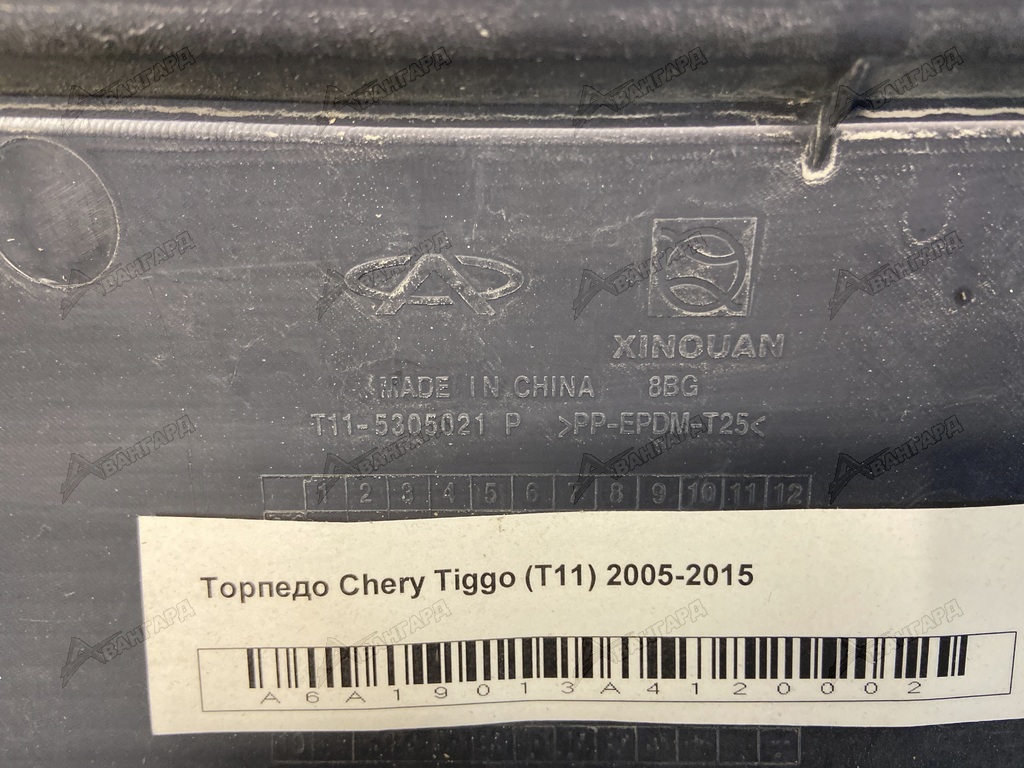 XINQUAN
MADE IN CHINA 8BG
T11-5305021 P >PP-EPDM-T25<
1 2 3 4 5 6 7 8 9 10 11 12
Торпедо Chery Tiggo (T11) 2005-2015
A6A19013A4120002
АВАНГАРД